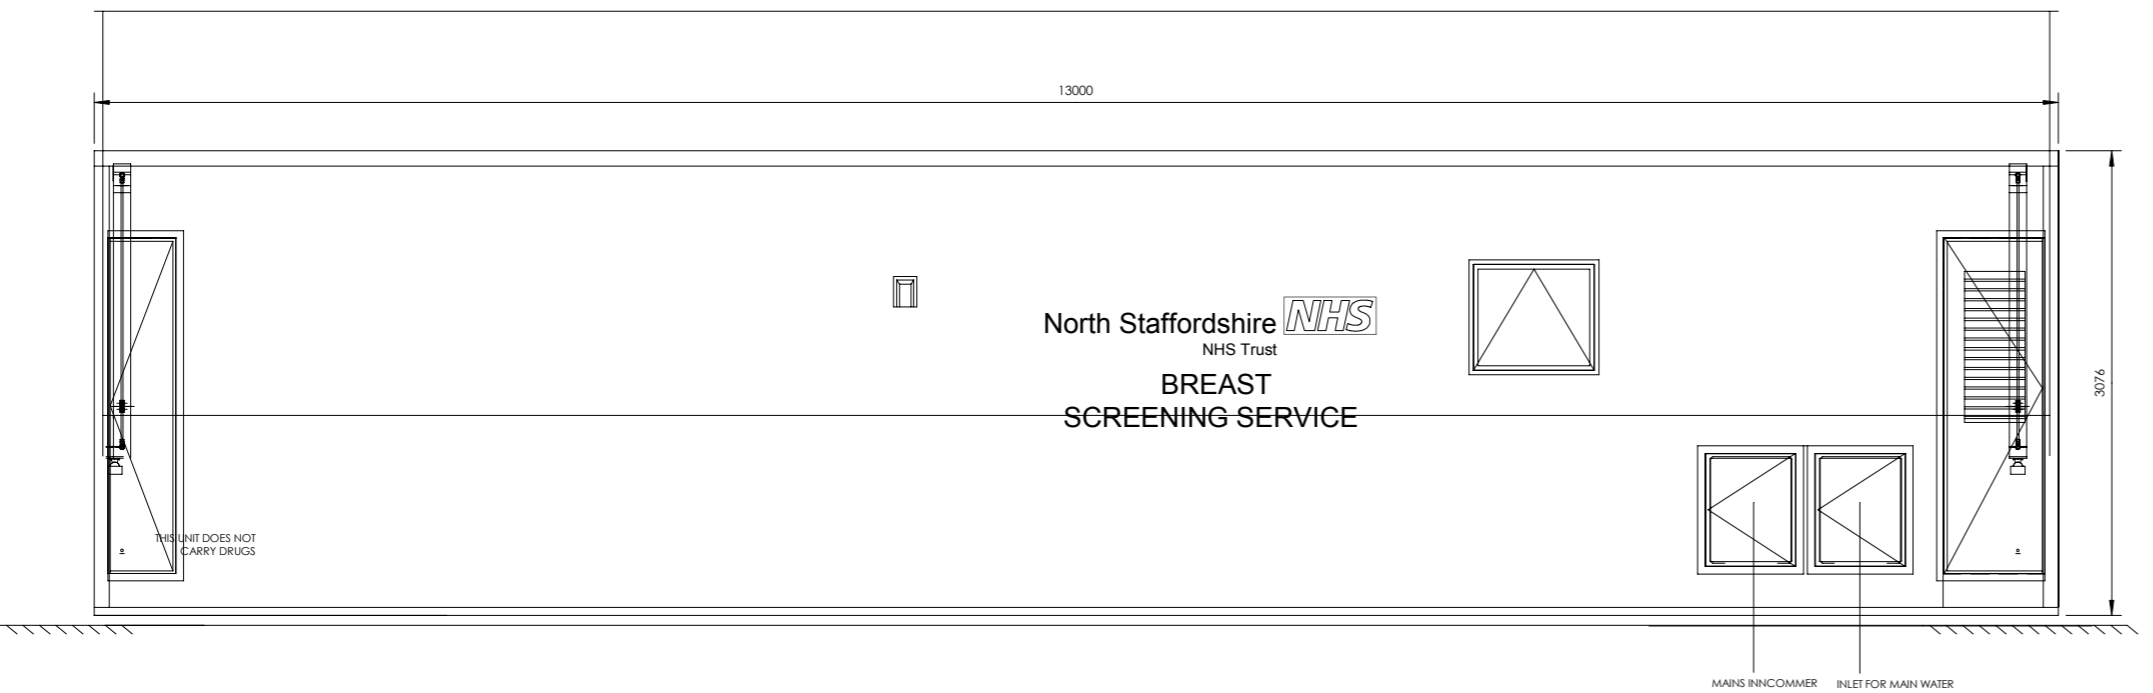 13000
North Staffordshire NHS
NHS Trust
BREAST
SCREENING SERVICE
3076
THIS UNIT DOES NOT
CARRY DRUGS
MAINS INNCOMMER
INLET FOR MAIN WATER